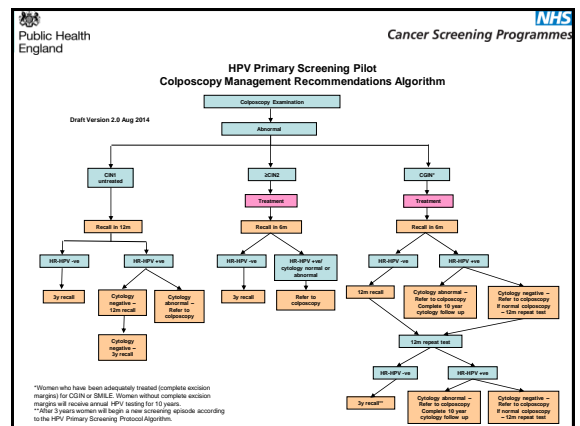 Public Health
England
NHS
Cancer Screening Programmes
HPV Primary Screening Pilot
Colposcopy Management Recommendations Algorithm
Colposcopy Examination
Draft Version 2.0 Aug 2014
Abnormal
CIN1
untreated
≥CIN2
CGIN*
Treatment
Treatment
Recall in 12m
Recall in 6m
Recall in 6m
HR-HPV -ve
HR-HPV +ve
HR-HPV -ve
HR-HPV +ve/
cytology normal or
abnormal
HR-HPV -ve
HR-HPV +ve
3y recall
Cytology
negative –
12m recall
Cytology
abnormal –
Refer to
colposcopy
3y recall
Refer to
colposcopy
12m recall
Cytology abnormal –
Refer to colposcopy
Complete 10 year
cytology follow up
Cytology negative –
Refer to colposcopy
If normal colposcopy
– 12m repeat test
Cytology
negative –
3y recall
12m repeat test
HR-HPV -ve
HR-HPV +ve
3y recall**
Cytology abnormal –
Refer to colposcopy
Complete 10 year
cytology follow up
Cytology negative –
Refer to colposcopy
If normal colposcopy
– 12m repeat test
*Women who have been adequately treated (complete excision
margins) for CGIN or SMILE. Women without complete excision
margins will receive annual HPV testing for 10 years.
**After 3 years women will begin a new screening episode according
to the HPV Primary Screening Protocol Algorithm.